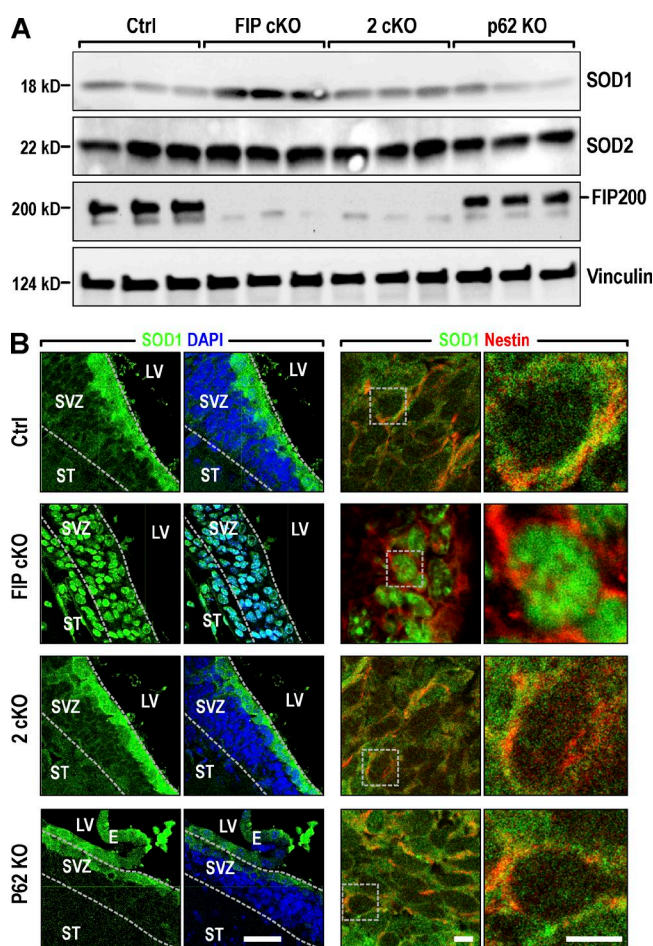 A
Ctrl FIP cKO 2 cKO p62 KO
18 kD SOD1
22 kD SOD2
200 kD FIP200
124 kD Vinculin
B
SOD1 DAPI SOD1 Nestin
Ctrl
LV LV
SVZ SVZ
ST ST
FIP cKO
SVZ LV SVZ LV
ST ST
2 cKO
LV LV
SVZ SVZ
ST ST
P62 KO
LV E LV E
SVZ SVZ
ST ST